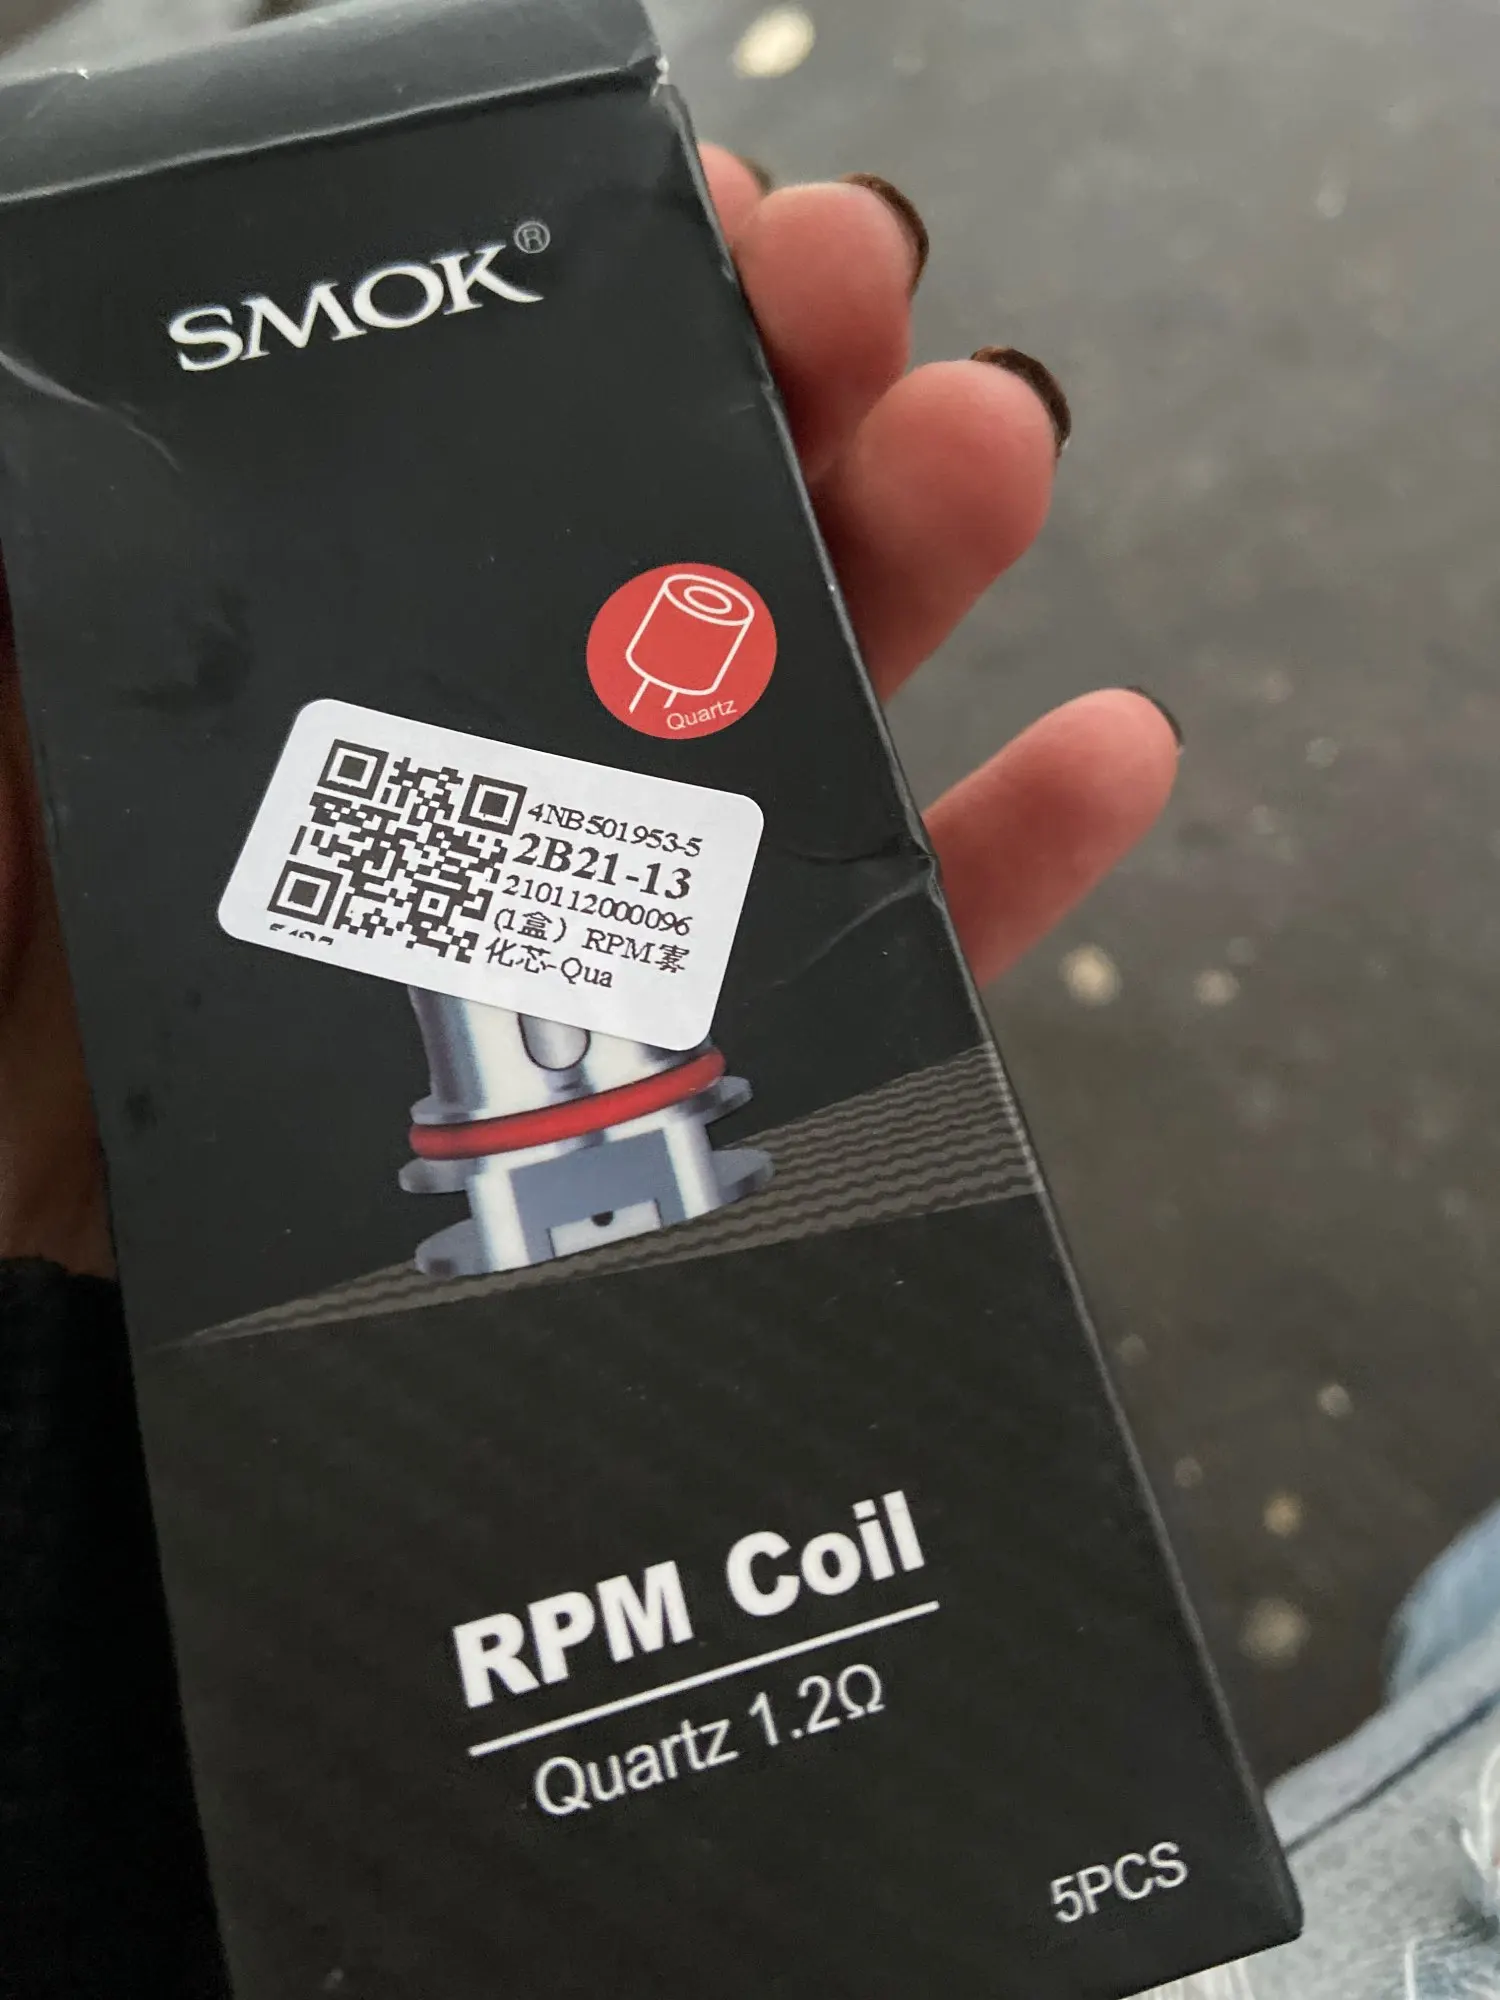 SMOK®
Quartz
4NB501953-5
2B21-13
210112000096
(1盒）RPM雾
化芯-Qua
RPM Coil
Quartz 1.2Ω
5PCS